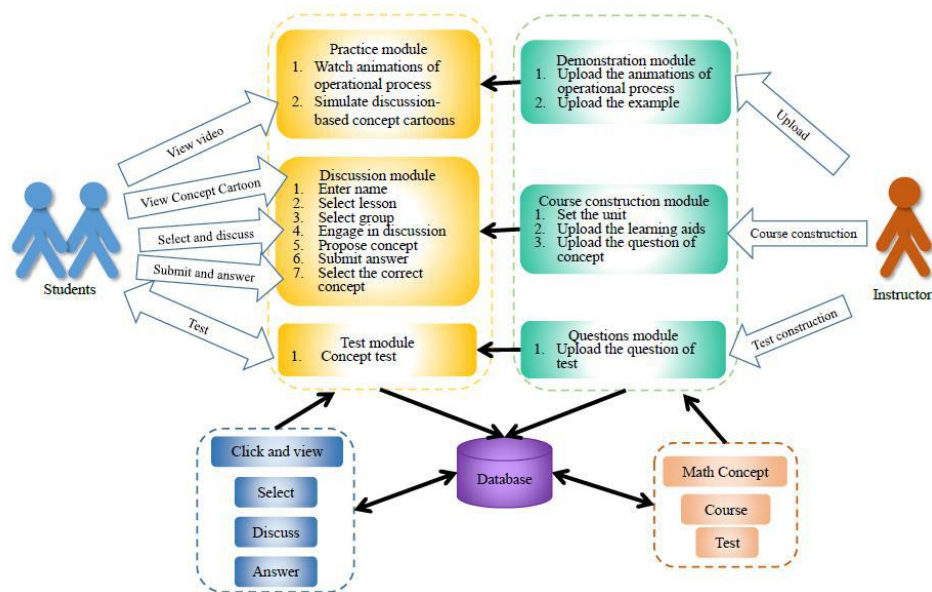 Practice module
1. Watch animations of
operational process
2. Simulate discussion-
based concept cartoons
Demonstration module
1. Upload the animations of
operational process
2. Upload the example
View video
Upload
View Concept Cartoon
Discussion module
1. Enter name
2. Select lesson
3. Select group
4. Engage in discussion
5. Propose concept
6. Submit answer
7. Select the correct
concept
Course construction module
1. Set the unit
2. Upload the learning aids
3. Upload the question of
concept
Select and discuss
Course construction
Submit and answer
Students
Instructor
Test
Test module
1. Concept test
Questions module
1. Upload the question of
test
Test construction
Click and view
Select
Discuss
Answer
Database
Math Concept
Course
Test